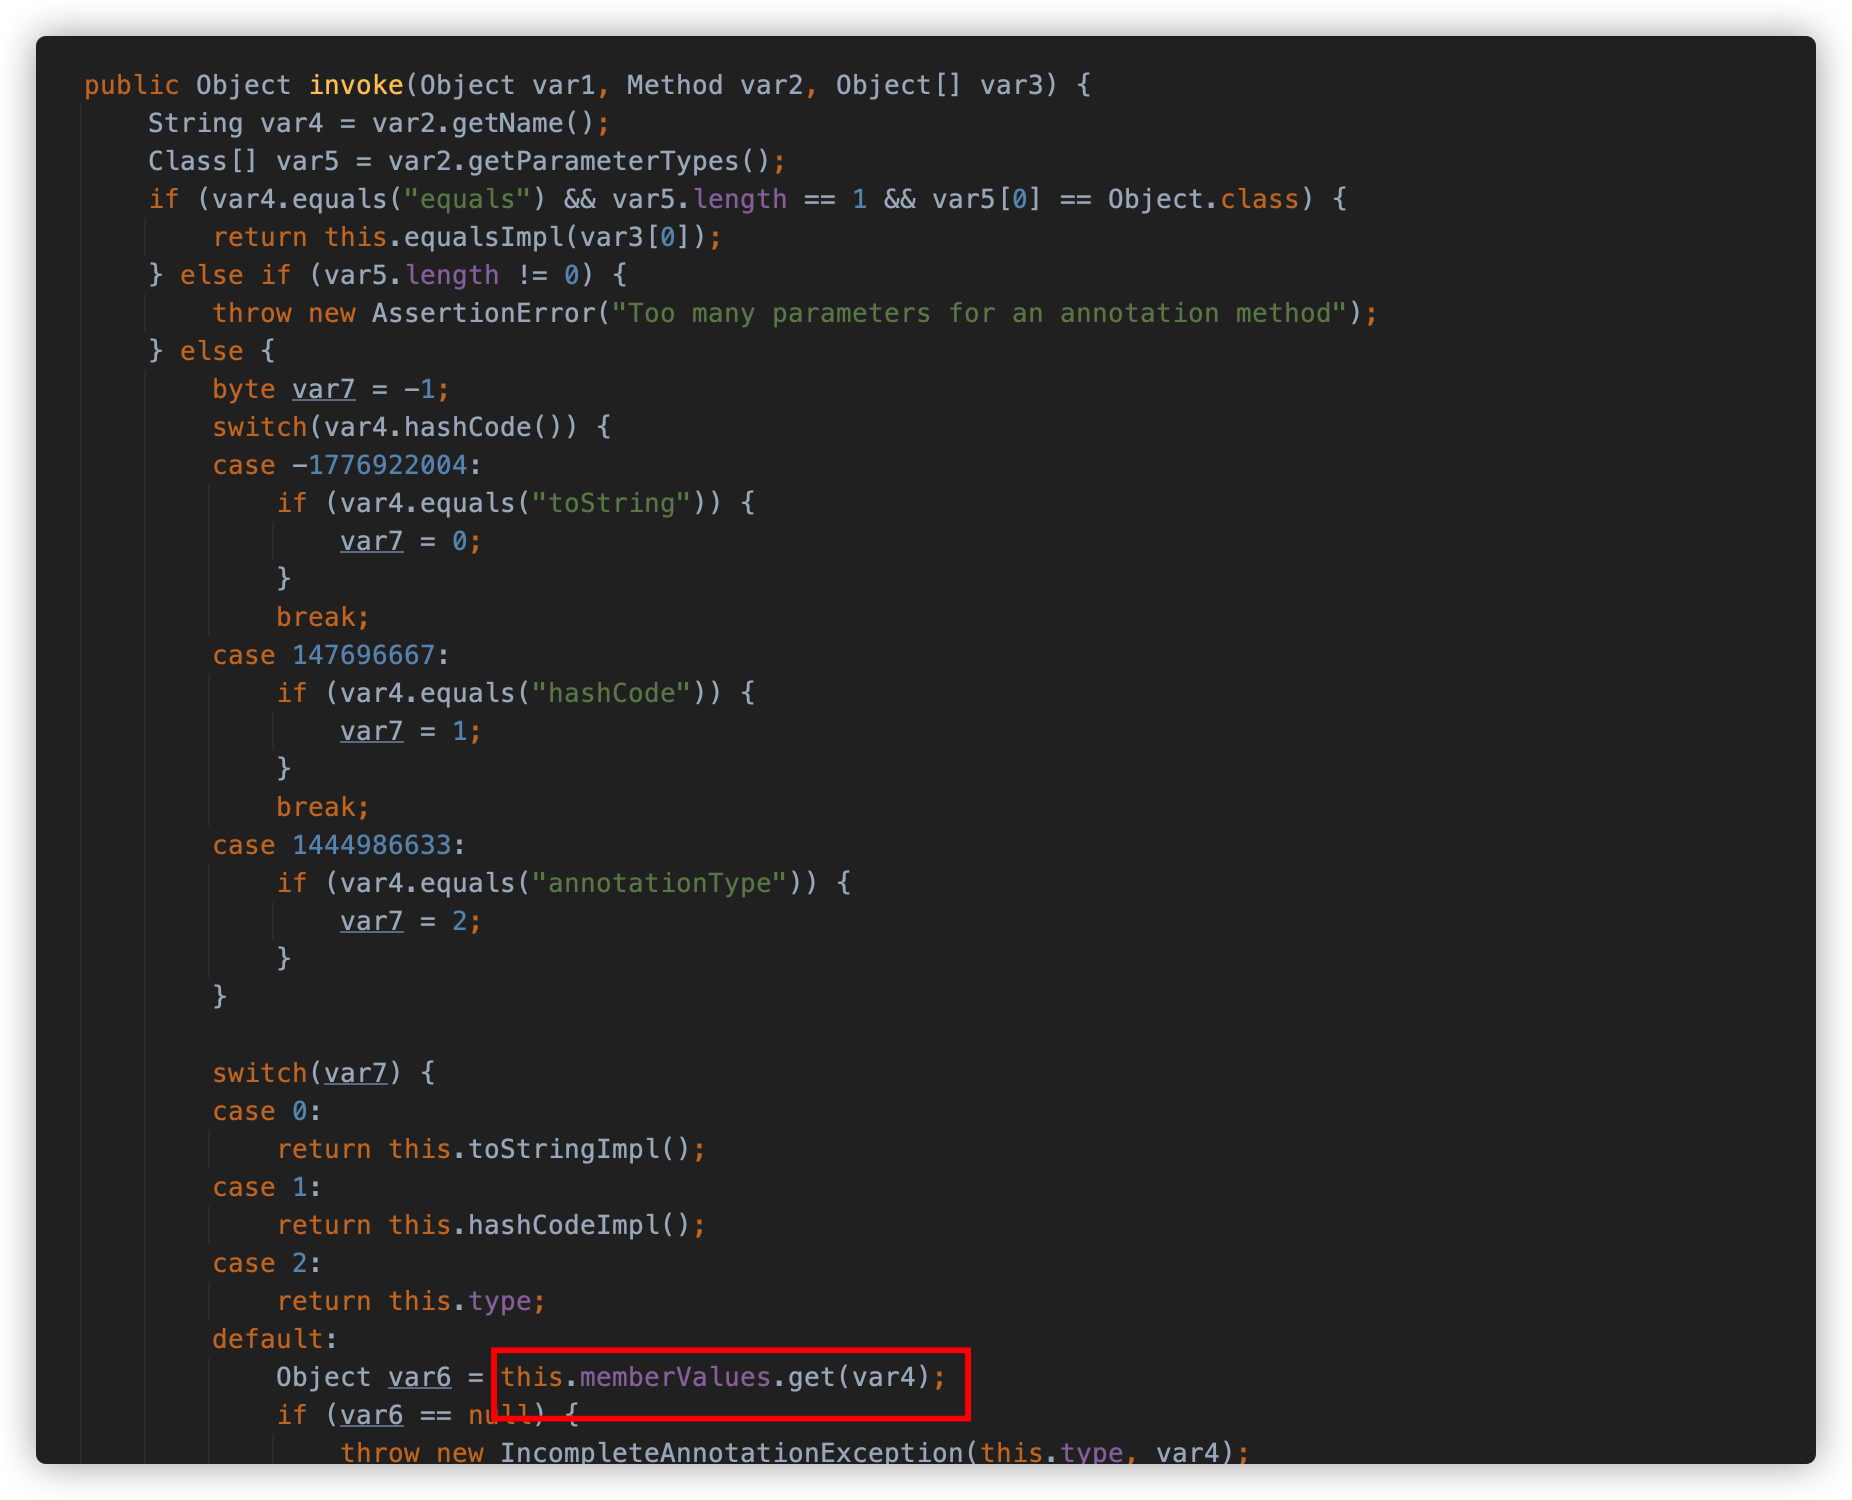 public Object invoke(Object var1, Method var2, Object[] var3) {
String var4 = var2.getName();
Class[] var5 = var2.getParameterTypes();
if (var4.equals("equals") && var5.length == 1 && var5[0] == Object.class) {
return this.equalsImpl(var3[0]);
} else if (var5.length != 0) {
throw new AssertionError("Too many parameters for an annotation method");
} else {
byte var7 = -1;
switch(var4.hashCode()) {
case -1776922004:
if (var4.equals("toString")) {
var7 = 0;
}
break;
case 147696667:
if (var4.equals("hashCode")) {
var7 = 1;
}
break;
case 1444986633:
if (var4.equals("annotationType")) {
var7 = 2;
}
}
switch(var7) {
case 0:
return this.toStringImpl();
case 1:
return this.hashCodeImpl();
case 2:
return this.type;
default:
Object var6 = this.memberValues.get(var4);
if (var6 == null) {
throw new IncompleteAnnotationException(this.type, var4);